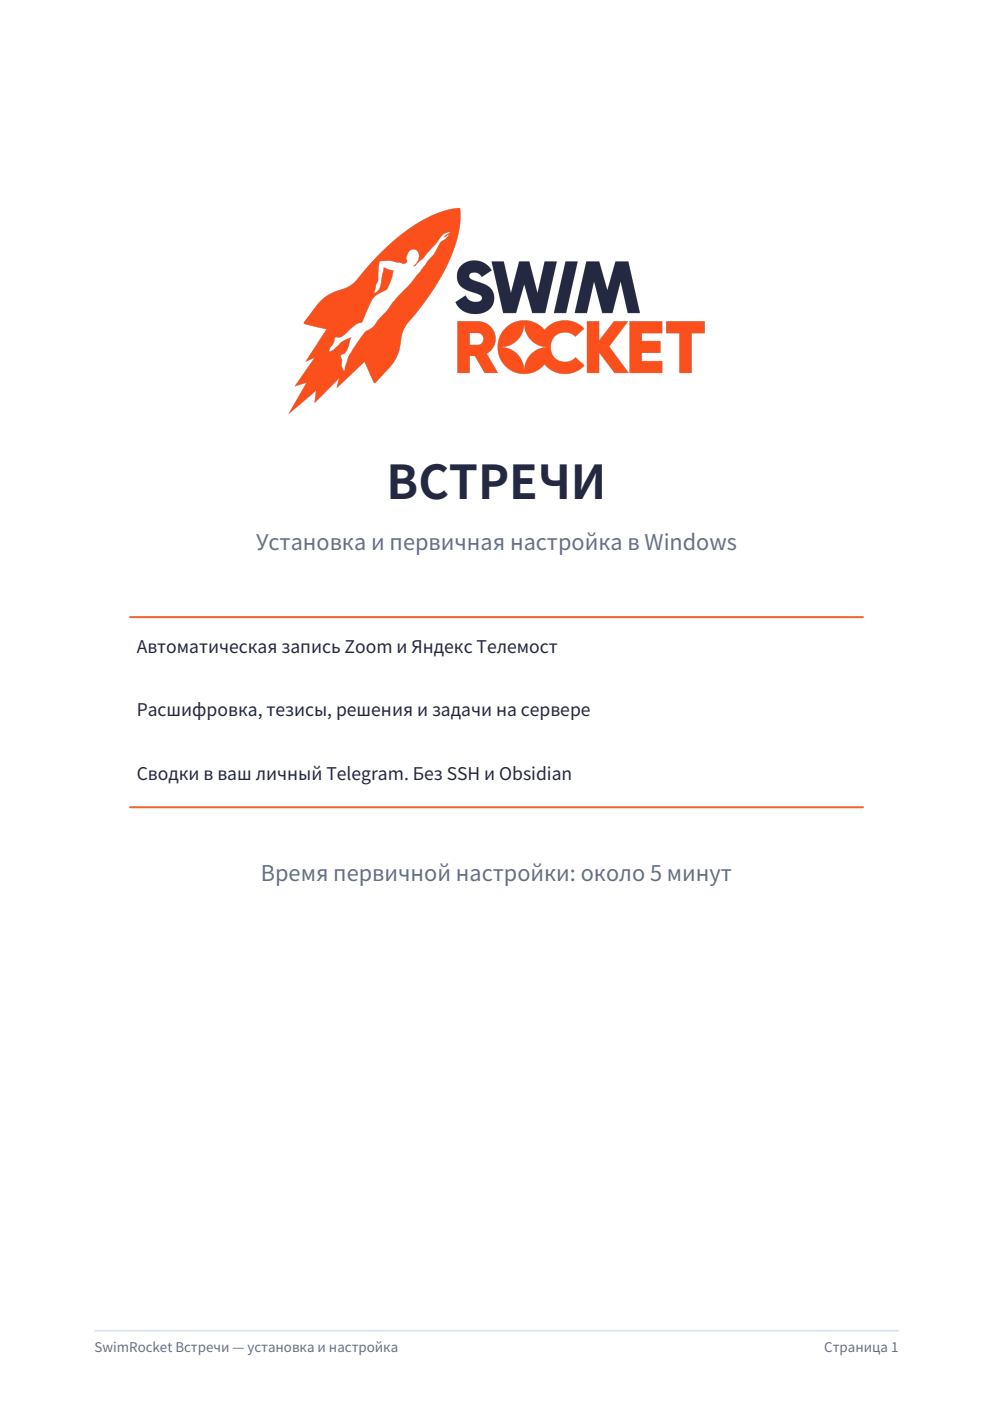 SWIM
ROCKET
ВСТРЕЧИ
Установка и первичная настройка в Windows
Автоматическая запись Zoom и Яндекс Телемост
Расшифровка, тезисы, решения и задачи на сервере
Сводки в ваш личный Telegram. Без SSH и Obsidian
Время первичной настройки: около 5 минут
SwimRocket Встречи — установка и настройка
Страница 1